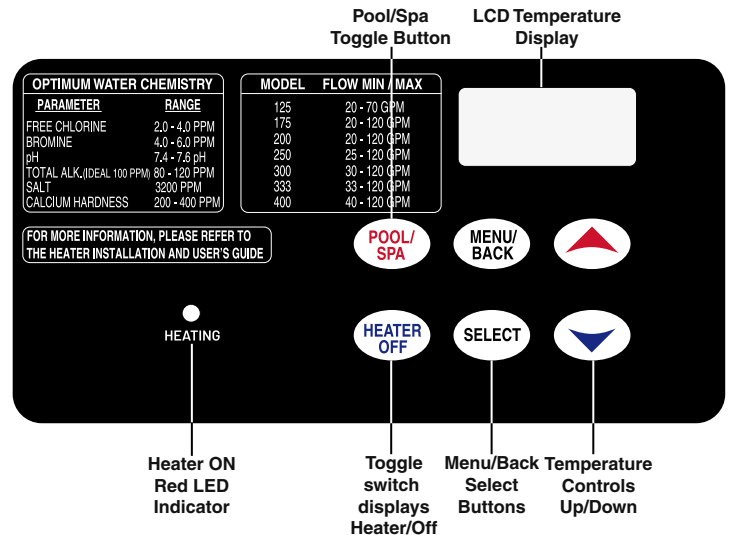 Pool/Spa
Toggle Button
LCD Temperature
Display
OPTIMUM WATER CHEMISTRY
PARAMETER RANGE
FREE CHLORINE 2.0 - 4.0 PPM
BROMINE 4.0 - 6.0 PPM
pH 7.4 - 7.6 pH
TOTAL ALK.(IDEAL 100 PPM) 80 - 120 PPM
SALT 3200 PPM
CALCIUM HARDNESS 200 - 400 PPM
MODEL FLOW MIN / MAX
125 20 - 70 GPM
175 20 - 120 GPM
200 20 - 120 GPM
250 25 - 120 GPM
300 30 - 120 GPM
333 33 - 120 GPM
400 40 - 120 GPM
FOR MORE INFORMATION, PLEASE REFER TO
THE HEATER INSTALLATION AND USER'S GUIDE
POOL/
SPA
MENU/
BACK
HEATING
HEATER
OFF
SELECT
Heater ON
Red LED
Indicator
Toggle
switch
displays
Heater/Off
Menu/Back
Select
Buttons
Temperature
Controls
Up/Down